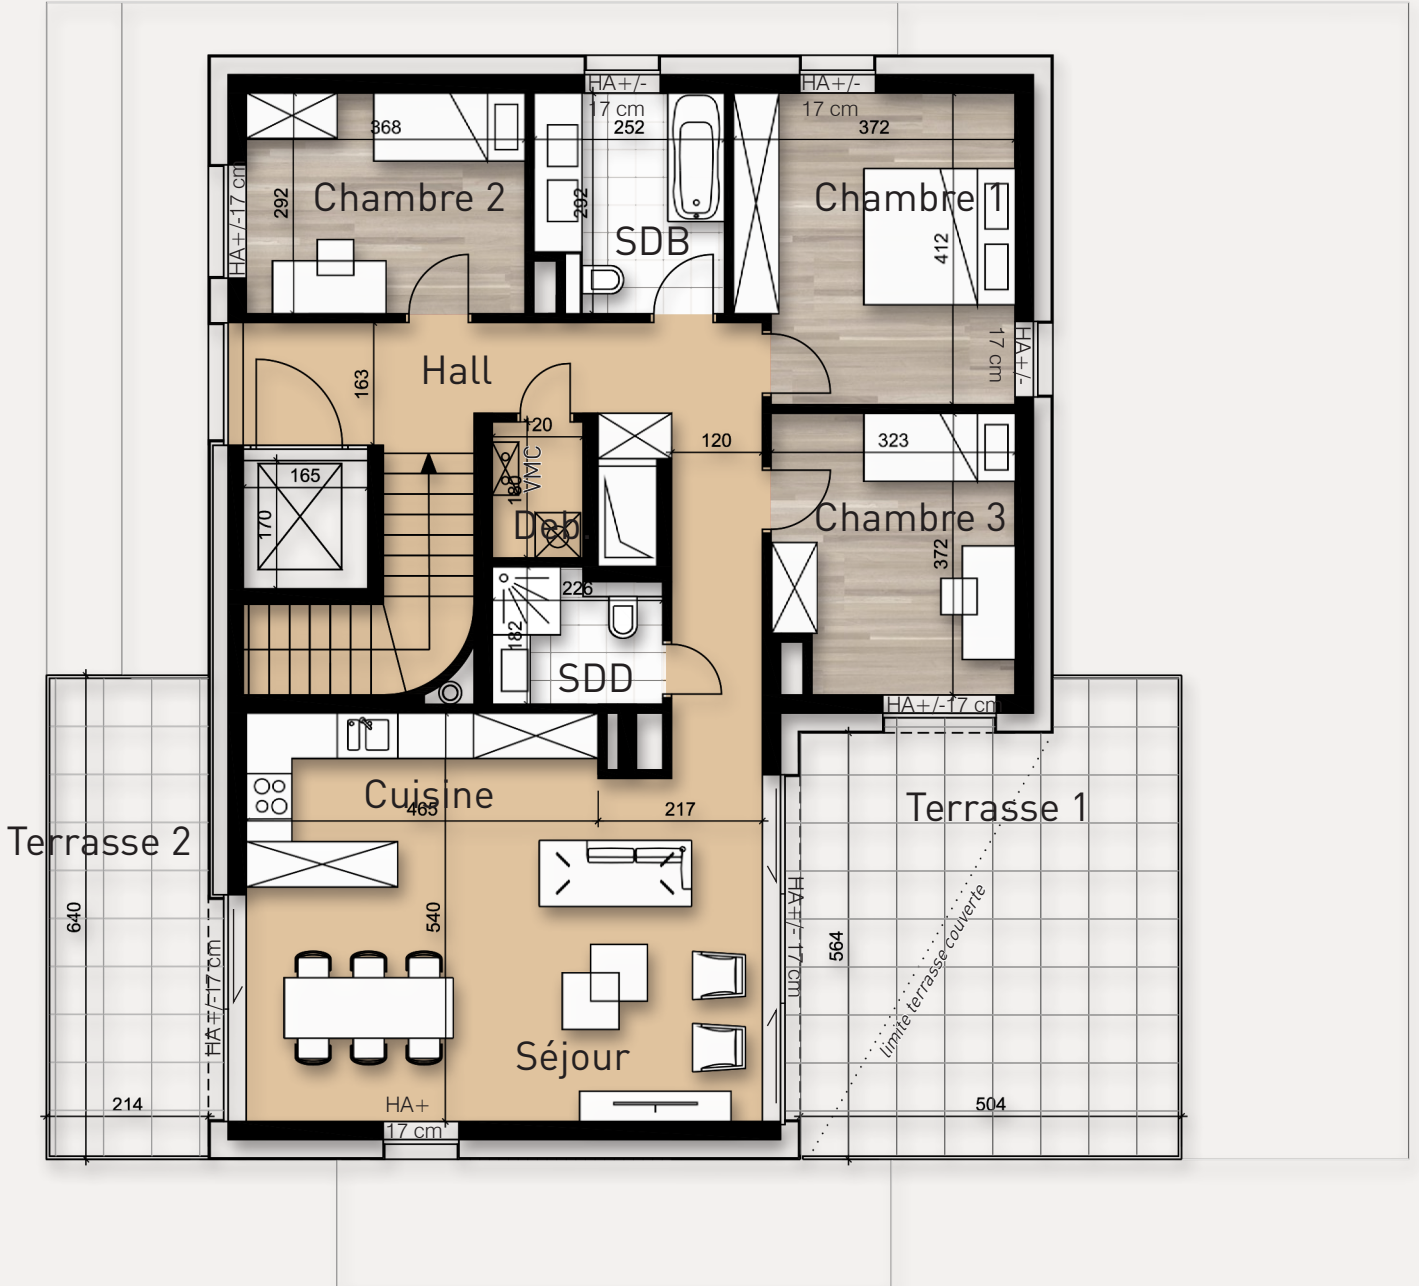 HA+/-
17 cm
HA+/-
17 cm
368
252
372
HA+/-17 cm
292
Chambre 2
292
SDB
Chambre 1
412
HA+/-
17 cm
163
Hall
120
120
323
VMC
180
165
170
Deb.
Chambre 3
372
226
182
SDD
HA+/-17 cm
Cuisine
465
217
Terrasse 1
Terrasse 2
640
540
HA+/-17 cm
HA+/- 17 cm
564
limite terrasse couverte
Séjour
214
HA+
17 cm
504